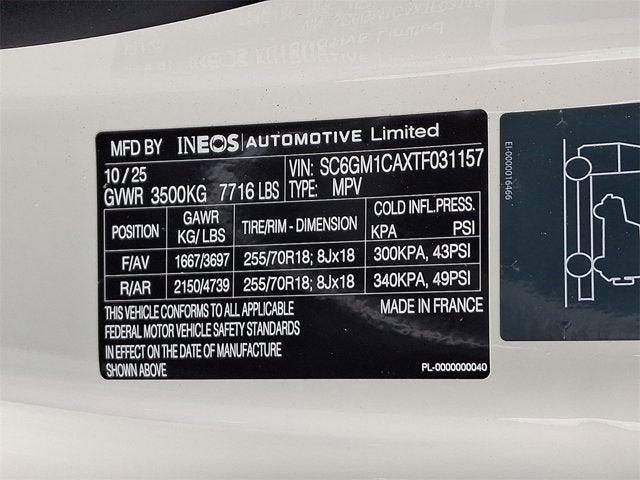 MFD BY INEOS AUTOMOTIVE Limited
10 / 25 VIN: SC6GM1CAXTF031157
GVWR 3500KG 7716 LBS TYPE: MPV
POSITION GAWR KG/ LBS TIRE/RIM - DIMENSION COLD INFL.PRESS. KPA PSI
F/AV 1667/3697 255/70R18; 8Jx18 300KPA, 43PSI
R/AR 2150/4739 255/70R18; 8Jx18 340KPA, 49PSI
THIS VEHICLE CONFORMS TO ALL APPLICABLE MADE IN FRANCE
FEDERAL MOTOR VEHICLE SAFETY STANDARDS
IN EFFECT ON THE DATE OF MANUFACTURE
SHOWN ABOVE PL-0000000040
EI-0000016466